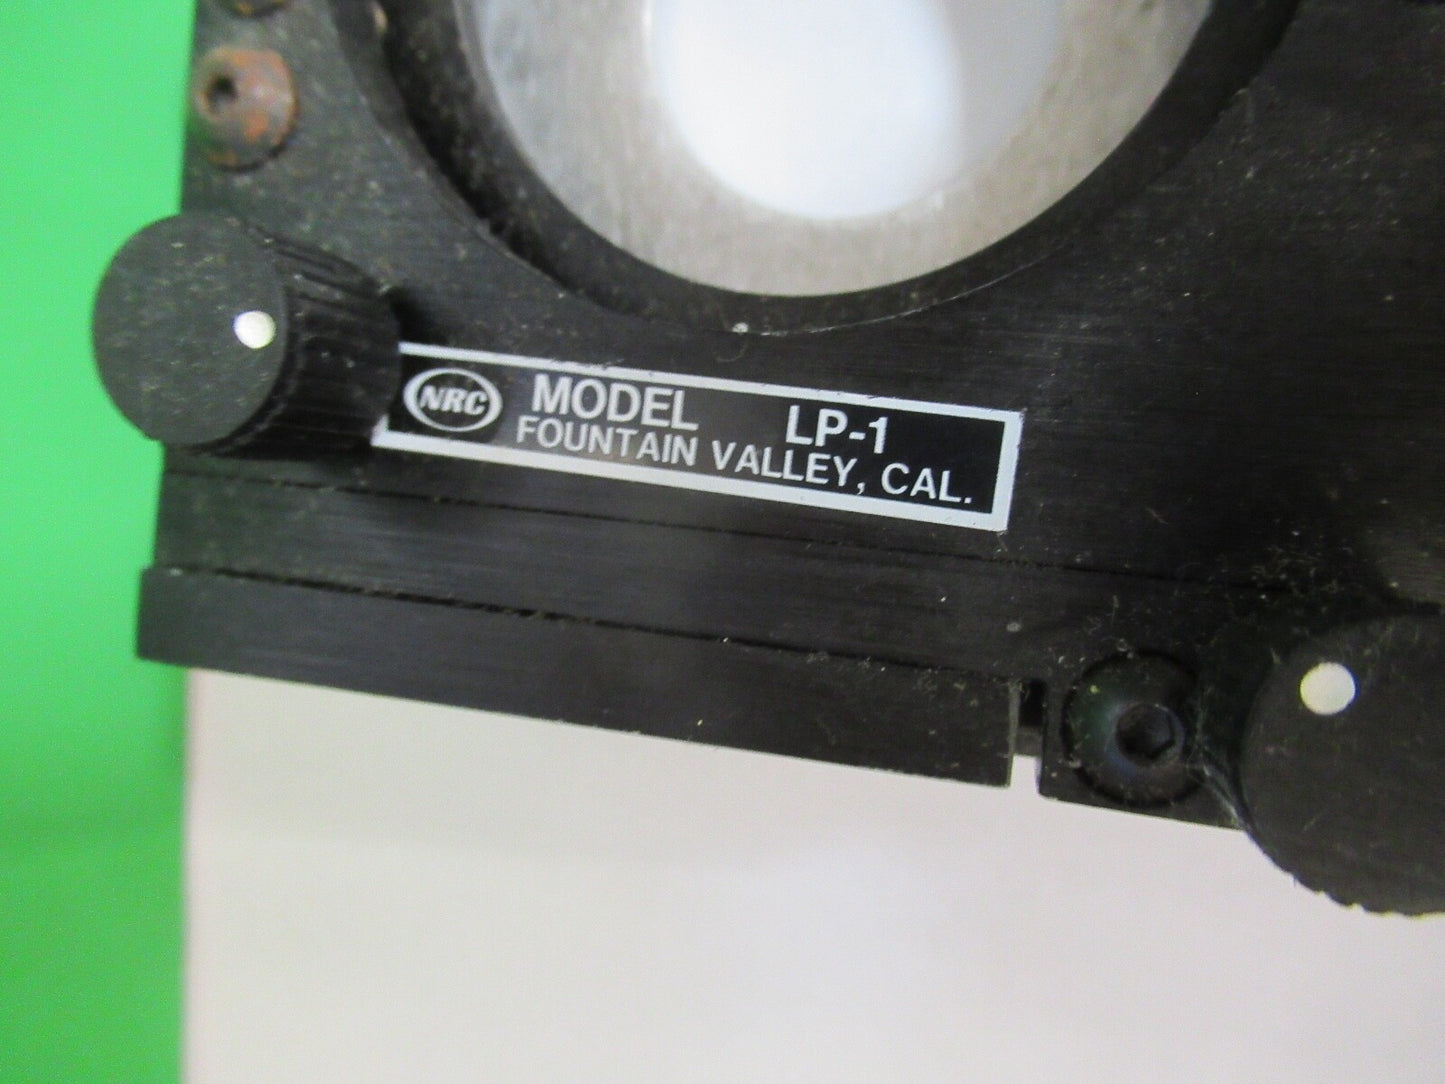 NRC MODEL LP-1
FOUNTAIN VALLEY, CAL.